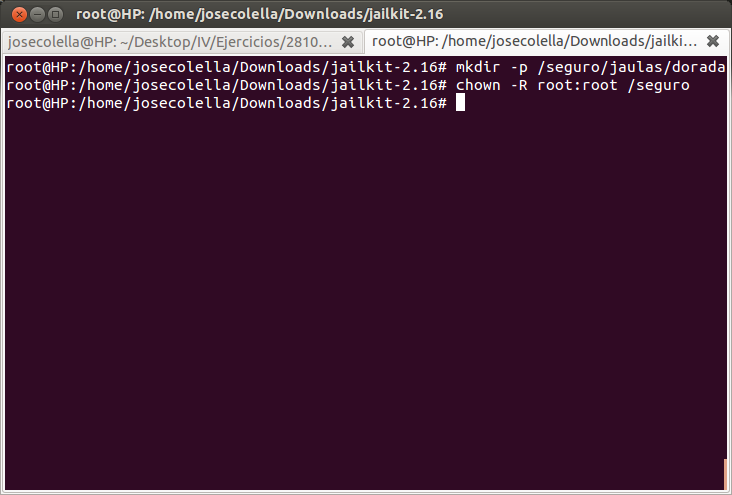 root@HP: /home/josecolella/Downloads/jailkit-2.16
josecolella@HP: ~/Desktop/IV/Ejercicios/2810... root@HP: /home/josecolella/Downloads/jailki...
root@HP:/home/josecolella/Downloads/jailkit-2.16# mkdir -p /seguro/jaulas/dorada
root@HP:/home/josecolella/Downloads/jailkit-2.16# chown -R root:root /seguro
root@HP:/home/josecolella/Downloads/jailkit-2.16#